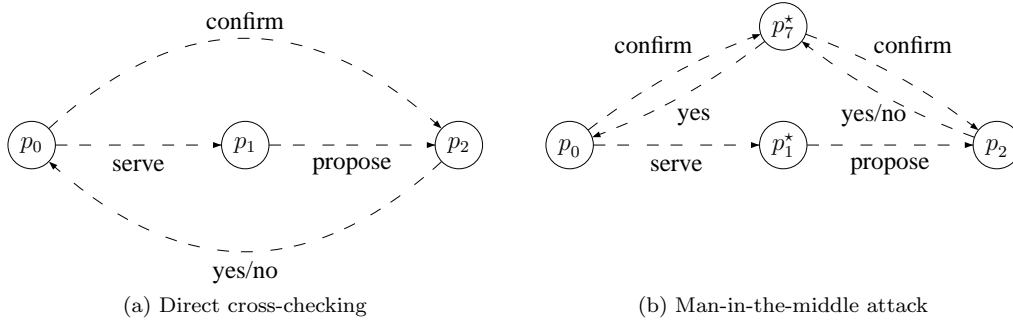 confirm
p₀ p₁ p₂
serve propose
yes/no
(a) Direct cross-checking
p₇⋆
confirm confirm
yes yes/no
p₀ p₁⋆ p₂
serve propose
(b) Man-in-the-middle attack